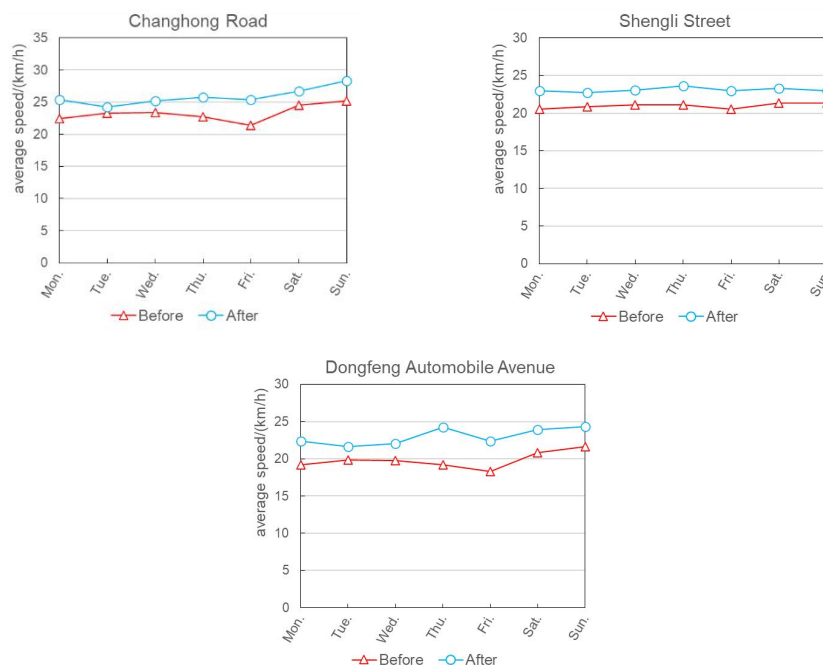 Changhong Road
average speed/(km/h)
35
30
25
20
15
10
5
0
Mon.
Tue.
Wed.
Thu.
Fri.
Sat.
Sun.
Before
After
Shengli Street
average speed/(km/h)
30
25
20
15
10
5
0
Mon.
Tue.
Wed.
Thu.
Fri.
Sat.
Sun
Before
After
Dongfeng Automobile Avenue
average speed/(km/h)
30
25
20
15
10
5
0
Mon.
Tue.
Wed.
Thu.
Fri.
Sat.
Sun.
Before
After